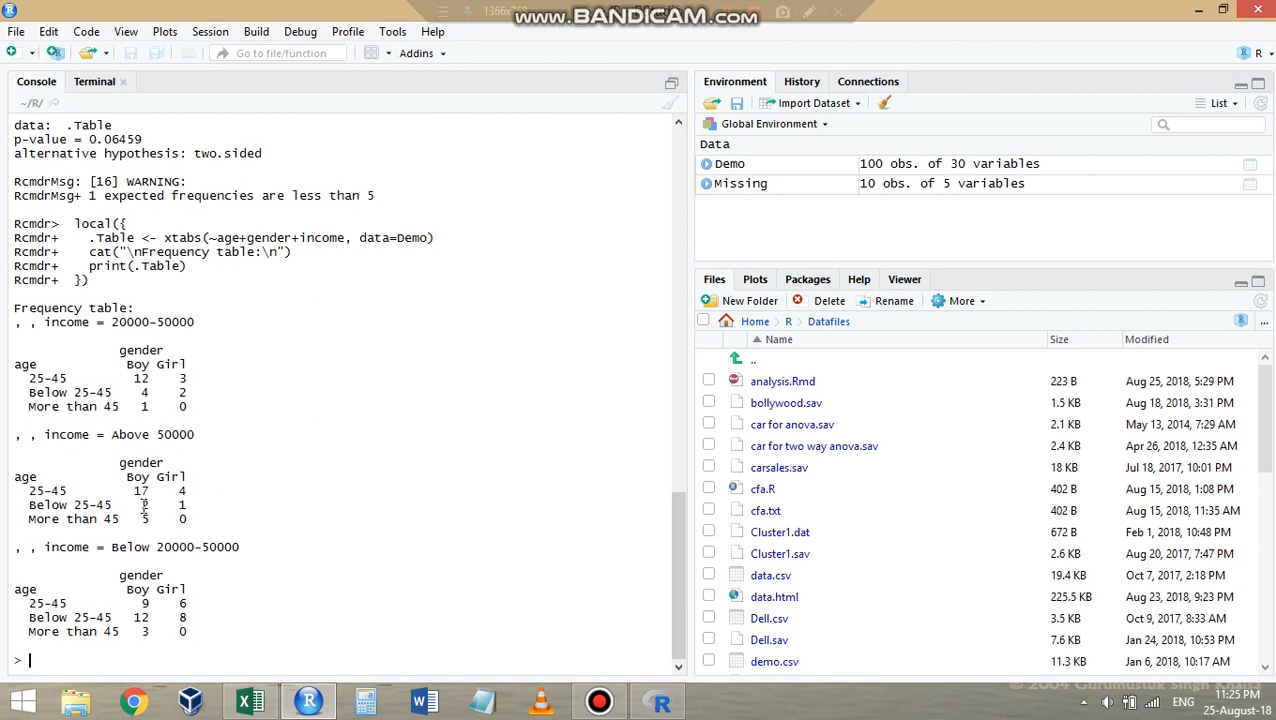 1366x768
www.BANDICAM.com
File Edit Code View Plots Session Build Debug Profile Tools Help
Go to file/function Addins R
Console Terminal
~/R/
data: .Table
p-value = 0.06459
alternative hypothesis: two.sided
RcmdrMsg: [16] WARNING:
RcmdrMsg+ 1 expected frequencies are less than 5
Rcmdr> local({
Rcmdr+ .Table <- xtabs(~age+gender+income, data=Demo)
Rcmdr+ cat("\nFrequency table:\n")
Rcmdr+ print(.Table)
Rcmdr+ })
Frequency table:
, , income = 20000-50000
gender
age Boy Girl
25-45 12 3
Below 25-45 4 2
More than 45 1 0
, , income = Above 50000
gender
age Boy Girl
25-45 17 4
Below 25-45 1
More than 45 5 0
, , income = Below 20000-50000
gender
age Boy Girl
25-45 9 6
Below 25-45 12 8
More than 45 3 0
>
Environment History Connections
Import Dataset List
Global Environment
Data
Demo 100 obs. of 30 variables
Missing 10 obs. of 5 variables
Files Plots Packages Help Viewer
New Folder Delete Rename More
Home R Datafiles ...
Name Size Modified
..
analysis.Rmd 223 B Aug 25, 2018, 5:29 PM
bollywood.sav 1.5 KB Aug 18, 2018, 3:31 PM
car for anova.sav 2.1 KB May 13, 2014, 7:29 AM
car for two way anova.sav 2.4 KB Apr 26, 2018, 12:35 AM
carsales.sav 18 KB Jul 18, 2017, 10:01 PM
cfa.R 402 B Aug 15, 2018, 1:08 PM
cfa.txt 402 B Aug 15, 2018, 11:35 AM
Cluster1.dat 672 B Feb 1, 2018, 10:48 PM
Cluster1.sav 2.6 KB Aug 20, 2017, 7:47 PM
data.csv 19.4 KB Oct 7, 2017, 2:18 PM
data.html 225.5 KB Aug 23, 2018, 9:23 PM
Dell.csv 3.5 KB Oct 9, 2017, 8:33 AM
Dell.sav 7.6 KB Jan 24, 2018, 10:53 PM
demo.csv 11.3 KB Jan 6, 2018, 10:17 AM
© 2004 Gurumustuk Singh Khalsa
11:25 PM
25-August-18